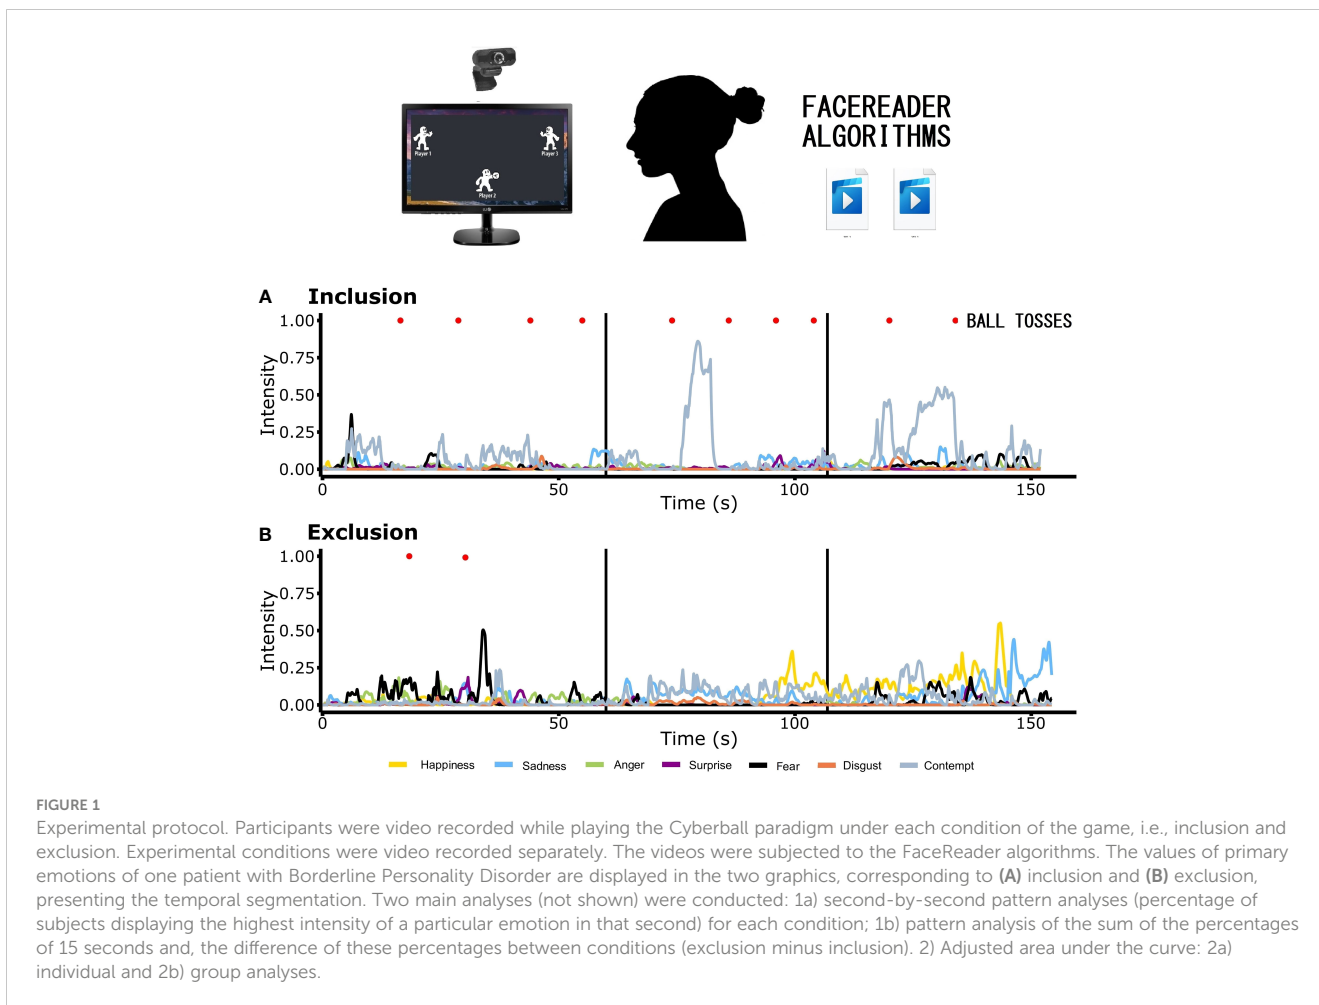 FACEREADER
ALGORITHMS
Player 1
Player 3
Player 2
A Inclusion
1.00
0.75
0.50
0.25
0.00
Intensity
BALL TOSSES
0 50 100 150
Time (s)
B Exclusion
1.00
0.75
0.50
0.25
0.00
Intensity
0 50 100 150
Time (s)
Happiness Sadness Anger Surprise Fear Disgust Contempt
FIGURE 1
Experimental protocol. Participants were video recorded while playing the Cyberball paradigm under each condition of the game, i.e., inclusion and
exclusion. Experimental conditions were video recorded separately. The videos were subjected to the FaceReader algorithms. The values of primary
emotions of one patient with Borderline Personality Disorder are displayed in the two graphics, corresponding to (A) inclusion and (B) exclusion,
presenting the temporal segmentation. Two main analyses (not shown) were conducted: 1a) second-by-second pattern analyses (percentage of
subjects displaying the highest intensity of a particular emotion in that second) for each condition; 1b) pattern analysis of the sum of the percentages
of 15 seconds and, the difference of these percentages between conditions (exclusion minus inclusion). 2) Adjusted area under the curve: 2a)
individual and 2b) group analyses.